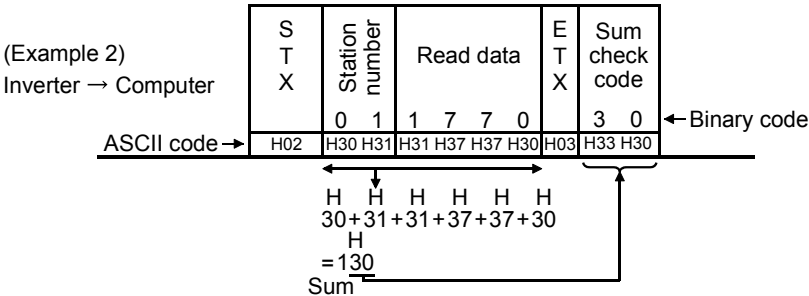 (Example 2)
Inverter → Computer
STX
Station number
Read data
ETX
Sum check code
0 1 1 7 7 0 3 0 ←Binary code
ASCII code→ H02 H30 H31 H31 H37 H37 H30 H03 H33 H30
H H H H H H
30+31+31+37+37+30
H
=130
Sum